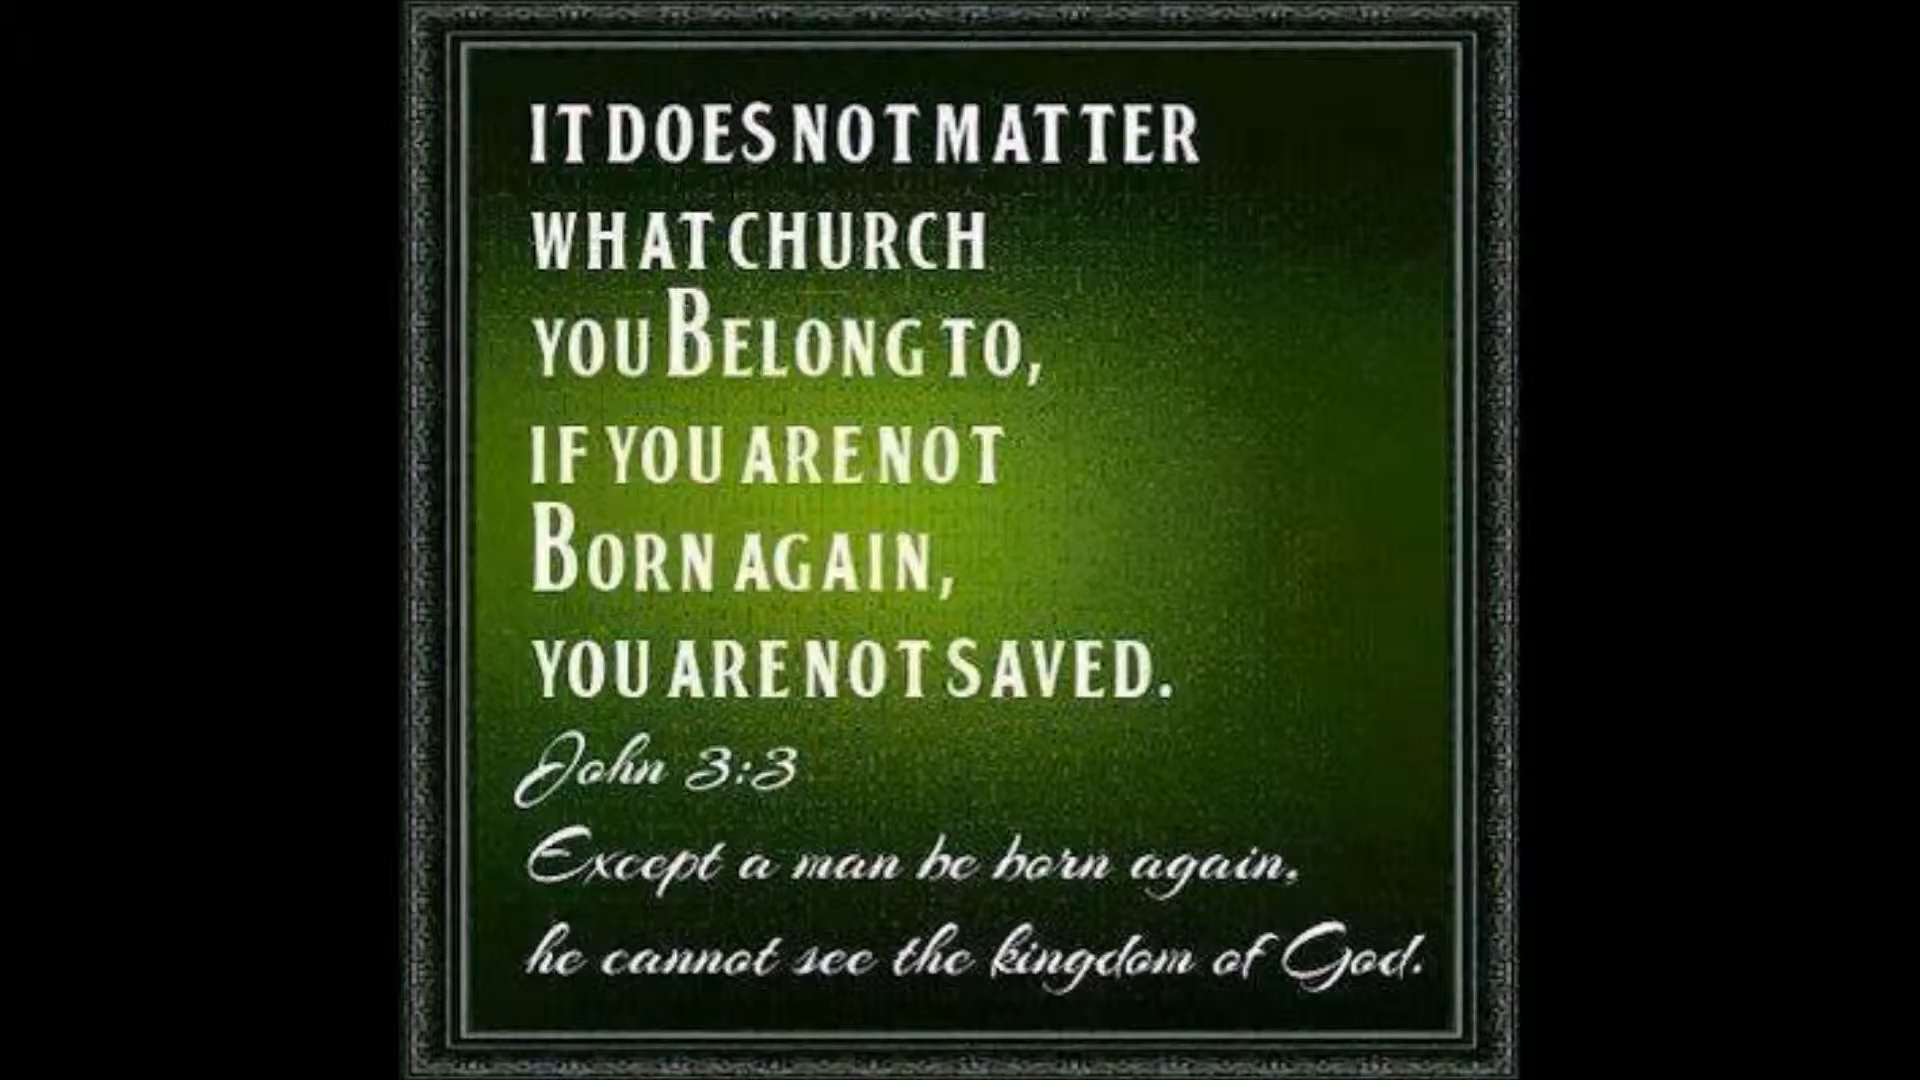 IT DOES NOT MATTER
WHAT CHURCH
YOU BELONG TO,
IF YOU ARE NOT
BORN AGAIN,
YOU ARE NOT SAVED.
John 3:3
Except a man be born again,
he cannot see the kingdom of God.